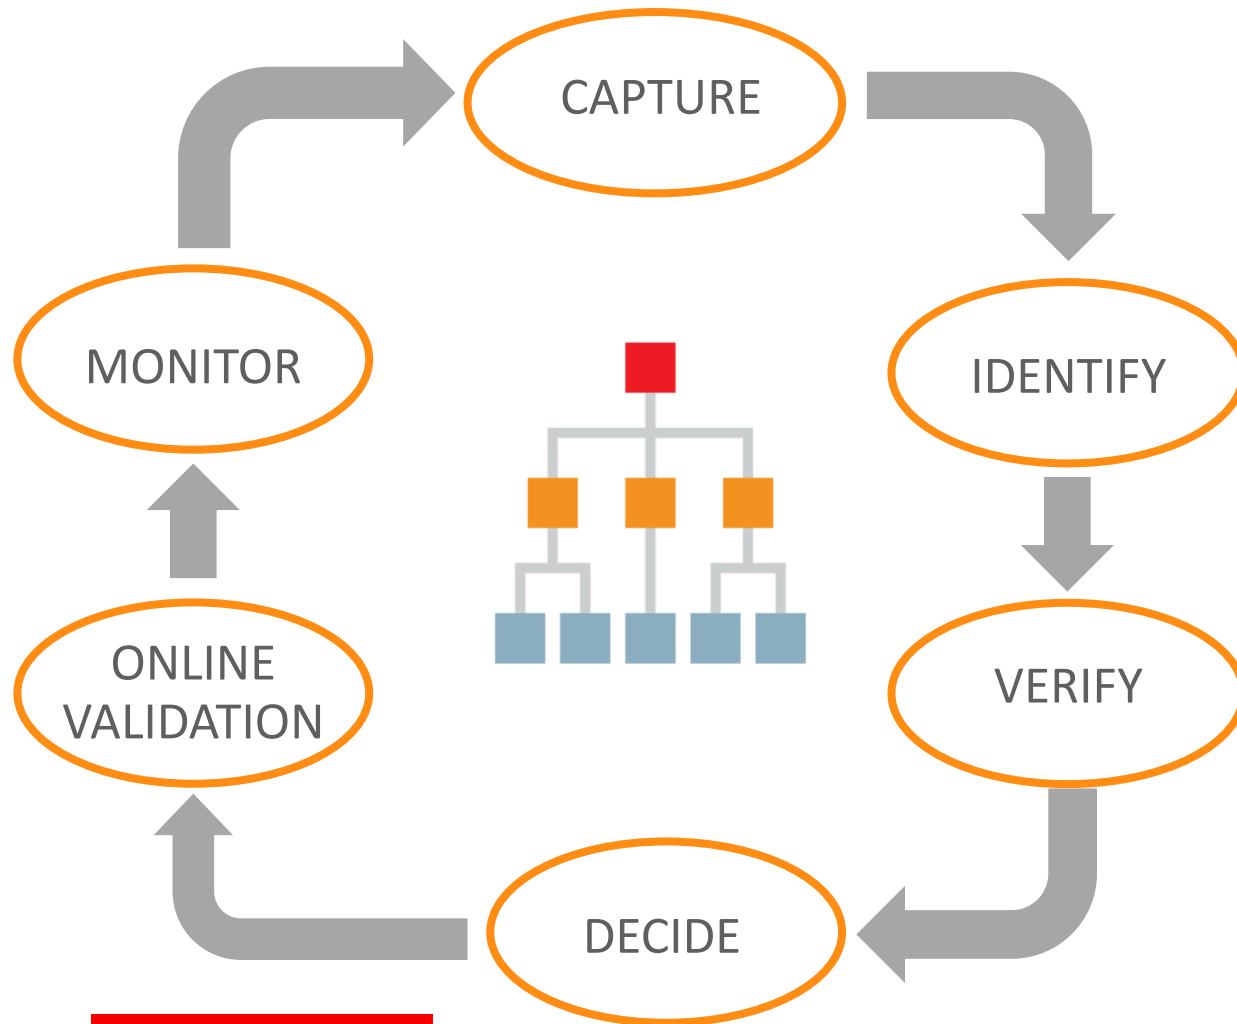 CAPTURE
IDENTIFY
VERIFY
DECIDE
ONLINE
VALIDATION
MONITOR